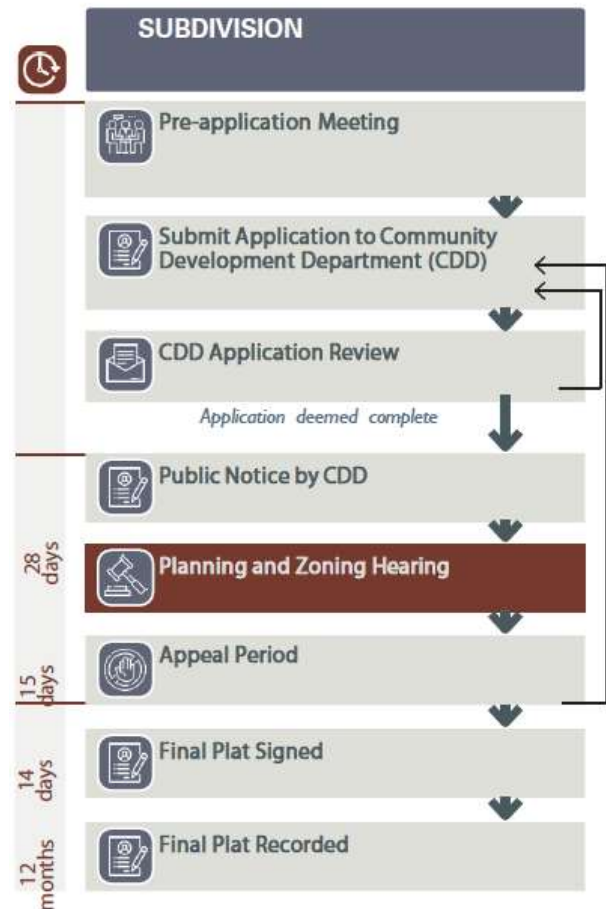 SUBDIVISION
Pre-application Meeting
Submit Application to Community
Development Department (CDD)
CDD Application Review
Application deemed complete
Public Notice by CDD
28
days
Planning and Zoning Hearing
15
days
Appeal Period
14
days
Final Plat Signed
12
months
Final Plat Recorded